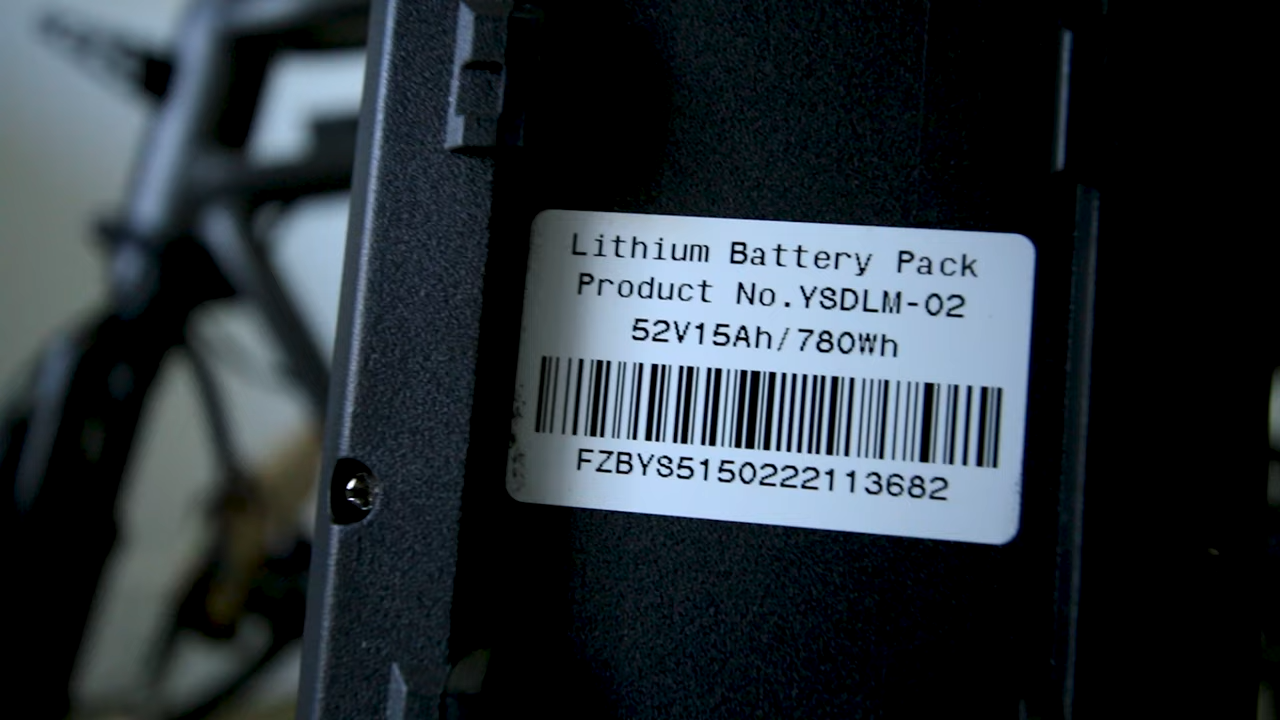 Lithium Battery Pack
Product No.YSDLM-02
52V15Ah/780Wh
FZBYS5150222113682